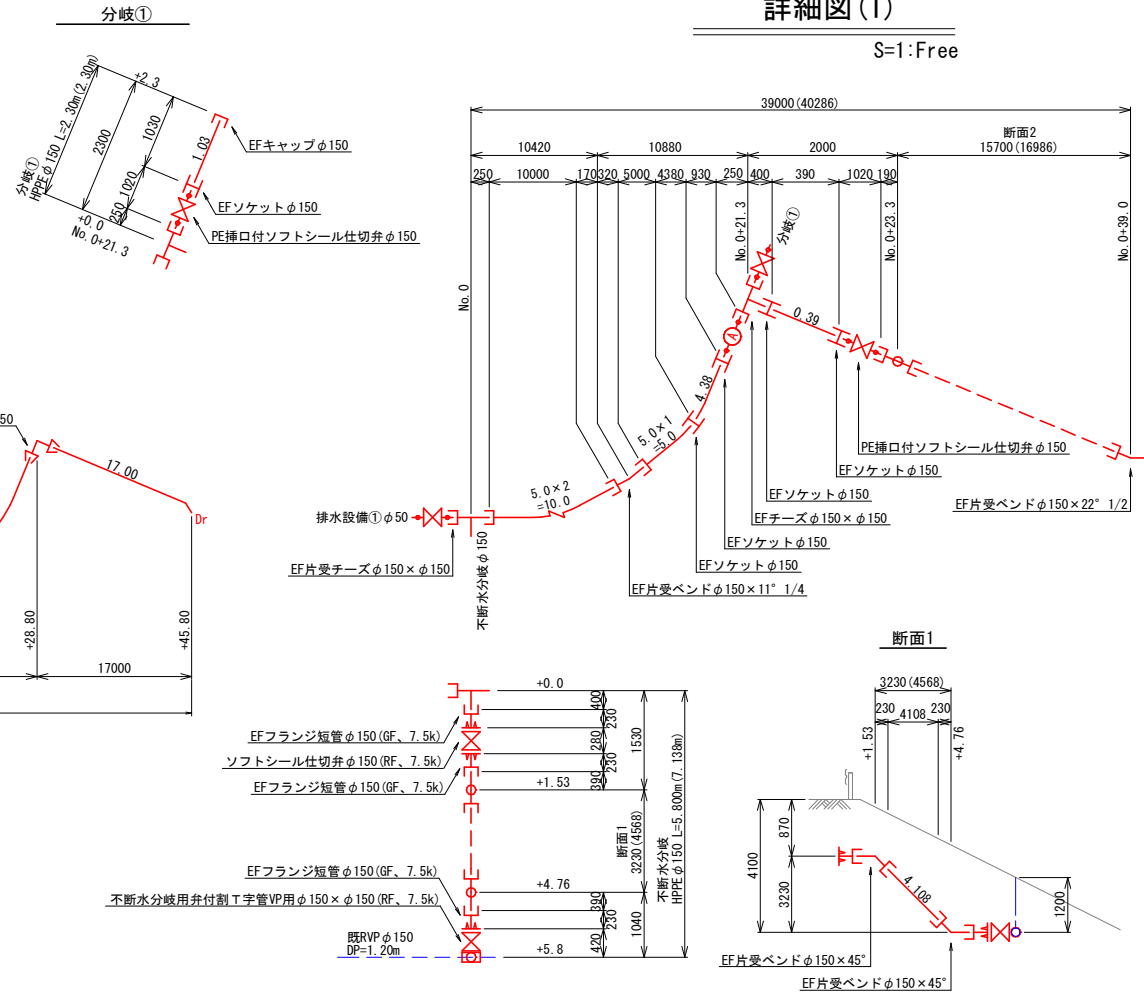 分岐①
詳細図(1)
S=1:Free
分岐①
HPPEφ150 L=2.30m(2.30m)
2300
+2.3
1030
1020
250
1.03
+0.0
No.0+21.3
EFキャップφ150
EFソケットφ150
PE挿口付ソフトシール仕切弁φ150
39000(40286)
断面2
10420
10880
2000
15700(16986)
250
10000
170
320
5000
4380
930
250
400
390
1020
190
No.0
No.0+21.3
分岐①
No.0+23.3
No.0+39.0
A
0.39
4.38
5.0×1
=5.0
5.0×2
=10.0
排水設備①φ50
不断水分岐φ150
EF片受チーズφ150×φ150
EF片受ベンドφ150×11° 1/4
EFソケットφ150
EFソケットφ150
EFチーズφ150×φ150
EFソケットφ150
EFソケットφ150
PE挿口付ソフトシール仕切弁φ150
EF片受ベンドφ150×22° 1/2
50
17.00
Dr
+28.80
+45.80
17000
+0.0
EFフランジ短管φ150(GF、7.5k)
ソフトシール仕切弁φ150(RF、7.5k)
EFフランジ短管φ150(GF、7.5k)
+1.53
EFフランジ短管φ150(GF、7.5k)
+4.76
不断水分岐用弁付割T字管VP用φ150×φ150(RF、7.5k)
既RVPφ150
DP=1.20m
+5.8
400
230
280
230
390
390
230
420
1530
断面1
3230(4568)
1040
不断水分岐
HPPEφ150 L=5.800m(7.138m)
断面1
3230(4568)
230
4108
230
+1.53
+4.76
870
4100
3230
4.108
1200
EF片受ベンドφ150×45°
EF片受ベンドφ150×45°